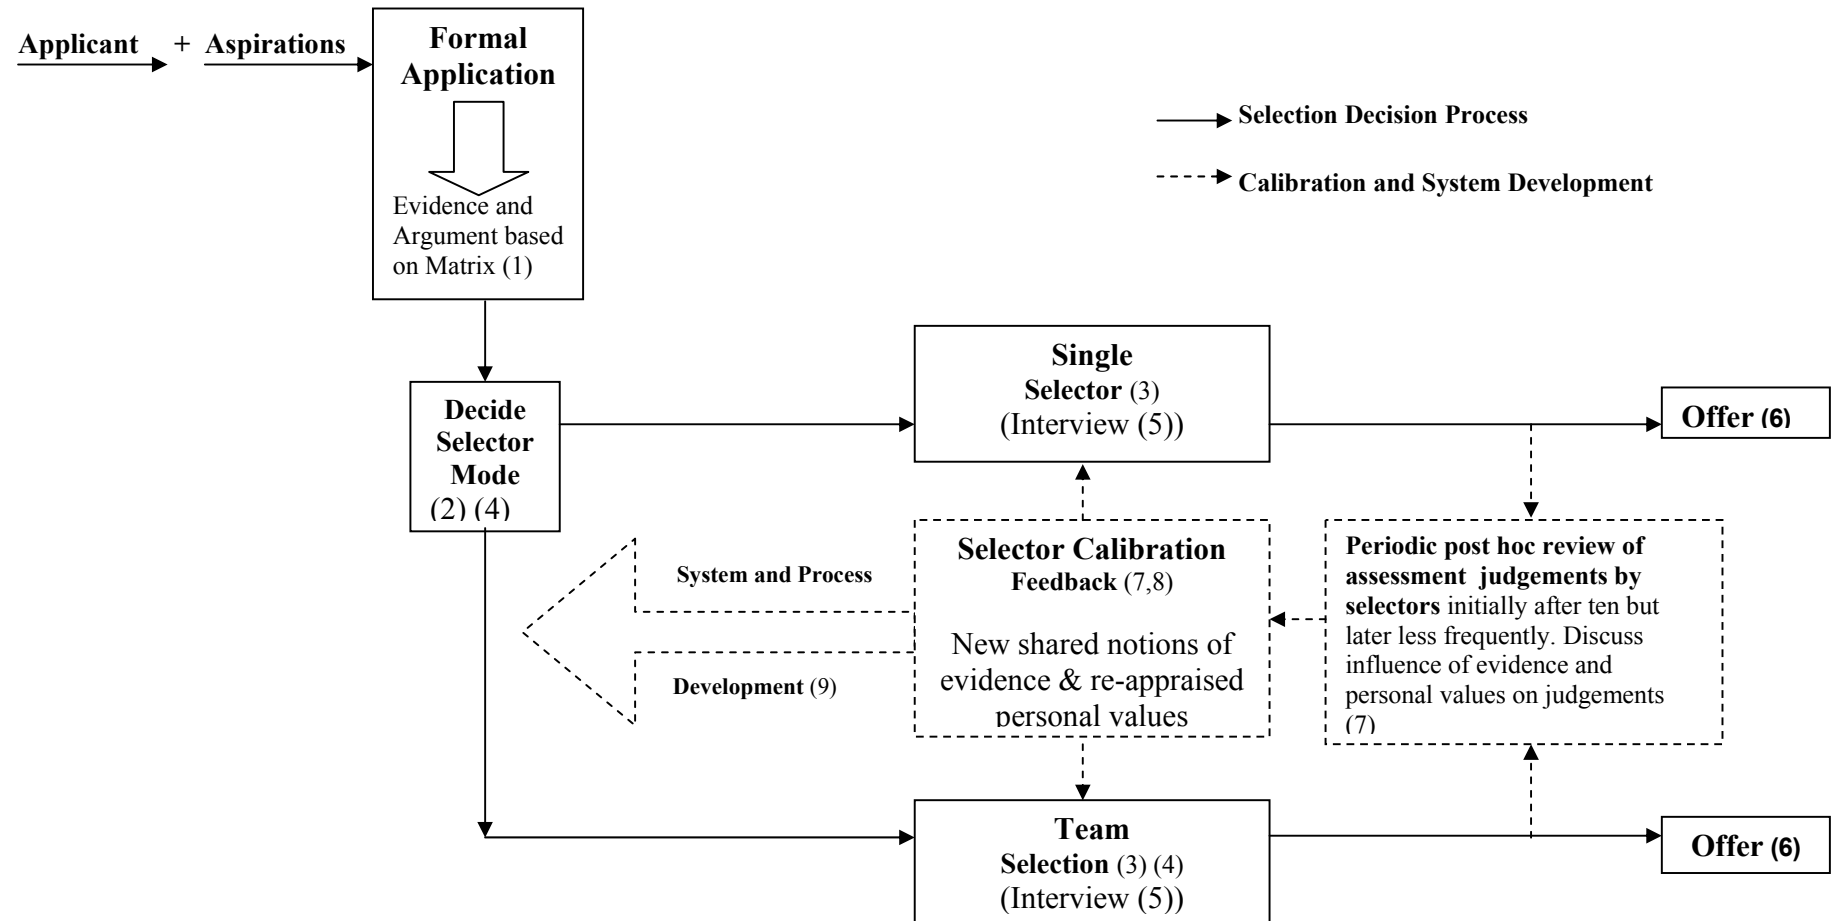 Applicant + Aspirations
Formal
Application
Evidence and
Argument based
on Matrix (1)
Selection Decision Process
Calibration and System Development
Decide
Selector
Mode
(2) (4)
Single
Selector (3)
(Interview (5))
Offer (6)
System and Process
Development (9)
Selector Calibration
Feedback (7,8)
New shared notions of
evidence & re-appraised
personal values
Periodic post hoc review of
assessment judgements by
selectors initially after ten but
later less frequently. Discuss
influence of evidence and
personal values on judgements
(7)
Team
Selection (3) (4)
(Interview (5))
Offer (6)